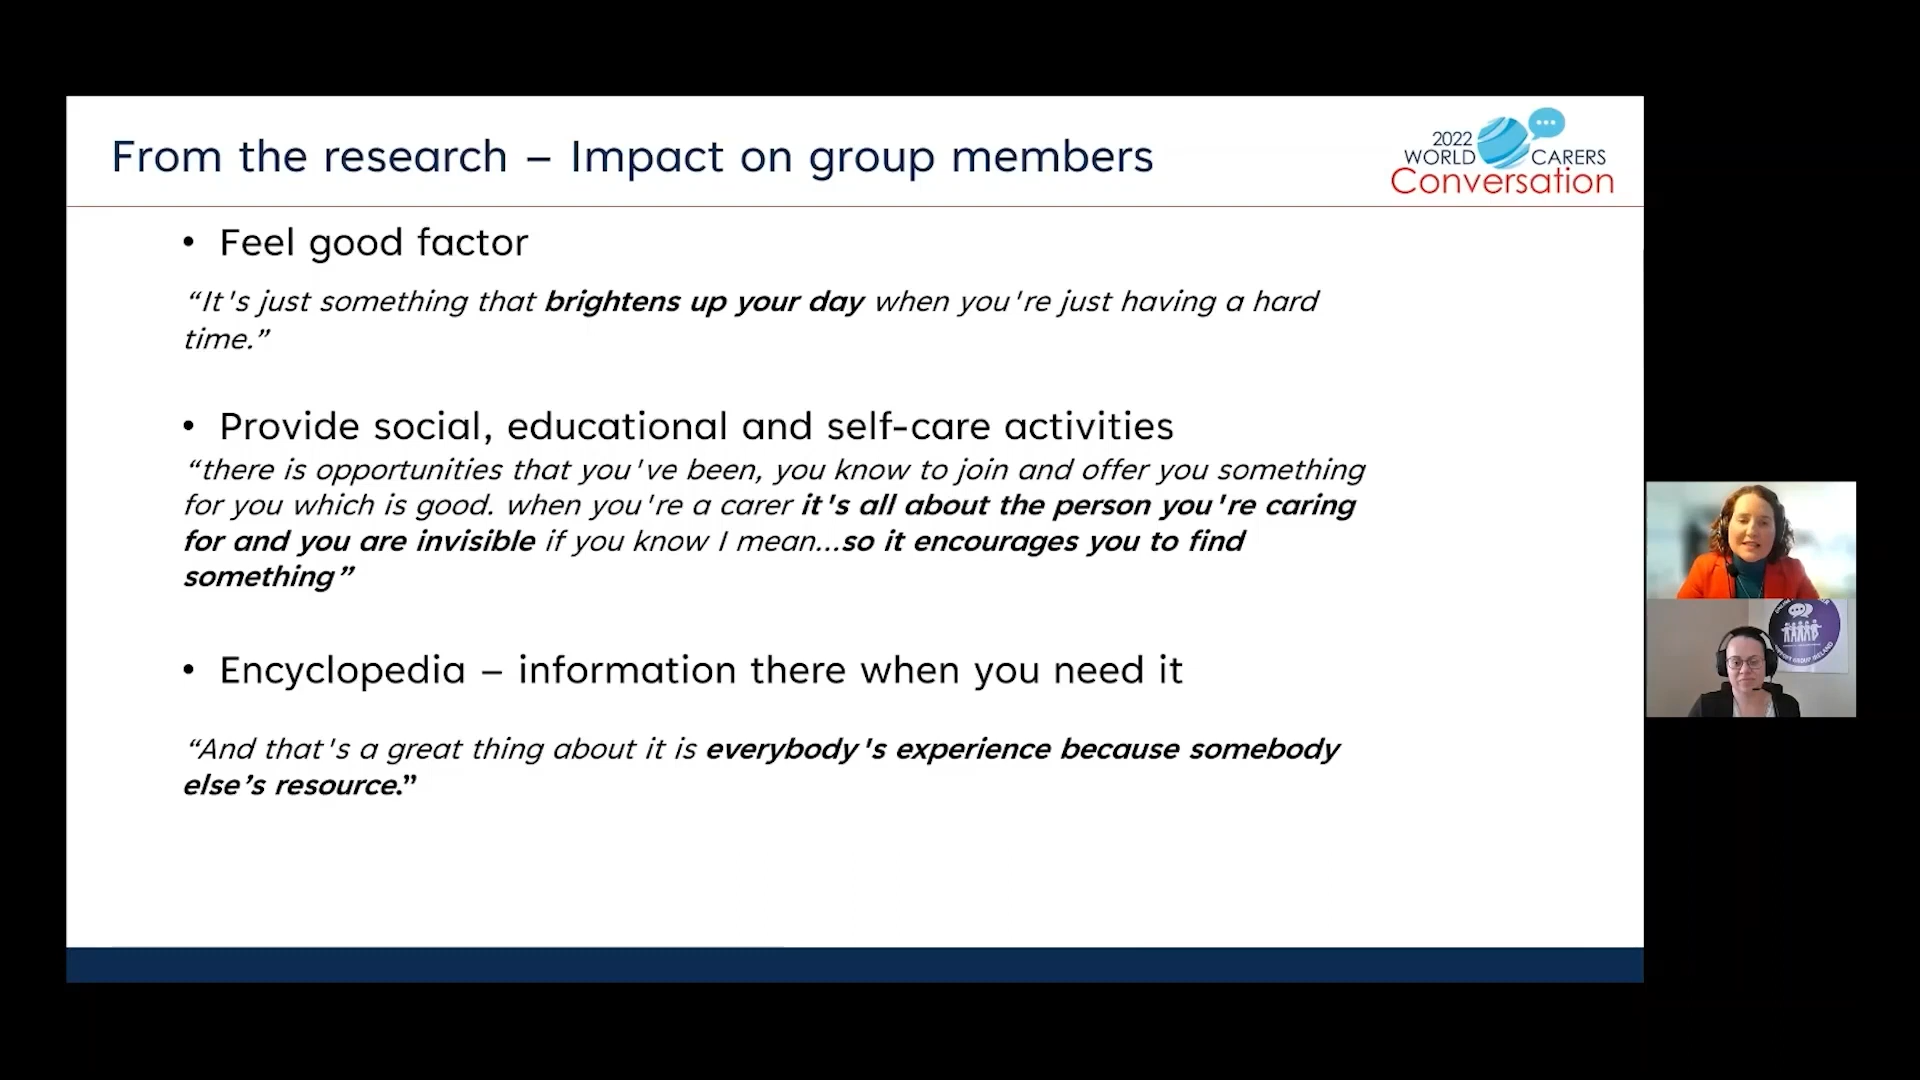 From the research – Impact on group members
2022
WORLD CARERS
Conversation
• Feel good factor
“It's just something that brightens up your day when you're just having a hard
time.”
• Provide social, educational and self-care activities
“there is opportunities that you've been, you know to join and offer you something
for you which is good. when you're a carer it's all about the person you're caring
for and you are invisible if you know I mean...so it encourages you to find
something”
• Encyclopedia – information there when you need it
“And that's a great thing about it is everybody's experience because somebody
else’s resource.”